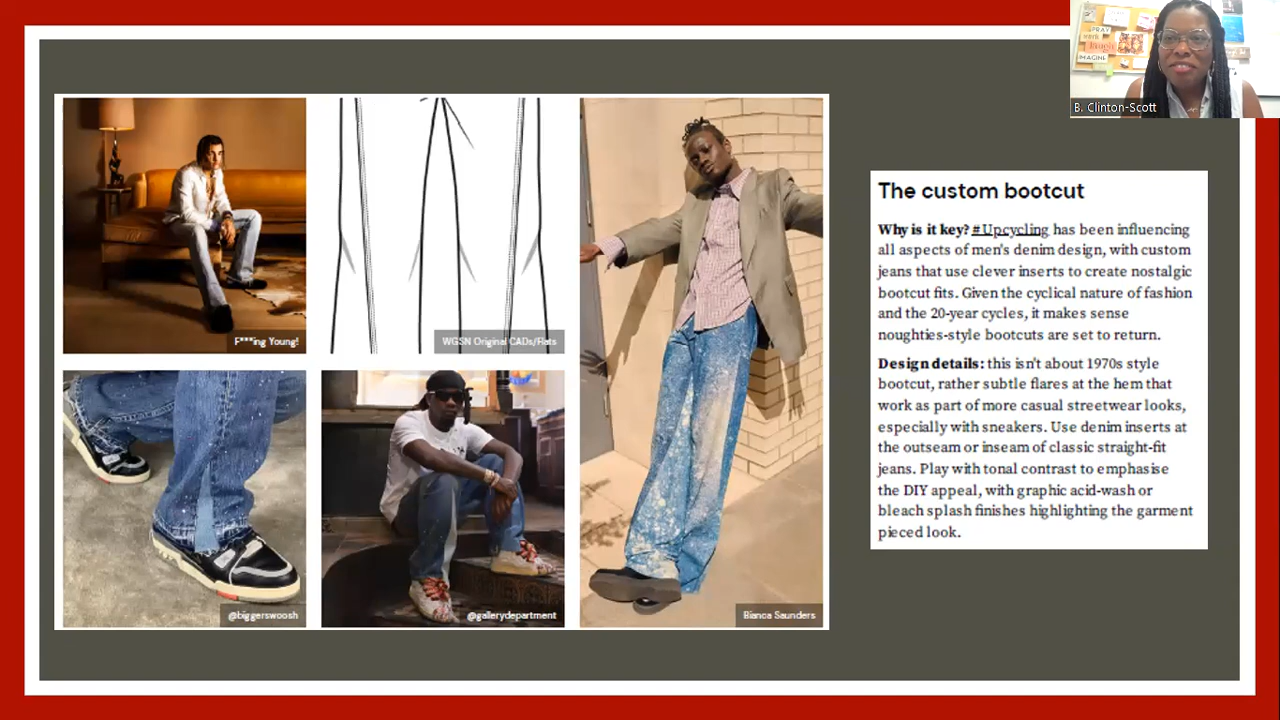 PRAY
with
laugh
IMAGINE
B. Clinton-Scott
F***ing Young!
WGSN Original CADs/Flats
@biggerswoosh
@gallerydepartment
Bianca Saunders
The custom bootcut
Why is it key? #Upcycling has been influencing
all aspects of men's denim design, with custom
jeans that use clever inserts to create nostalgic
bootcut fits. Given the cyclical nature of fashion
and the 20-year cycles, it makes sense
noughties-style bootcuts are set to return.
Design details: this isn't about 1970s style
bootcut, rather subtle flares at the hem that
work as part of more casual streetwear looks,
especially with sneakers. Use denim inserts at
the outseam or inseam of classic straight-fit
jeans. Play with tonal contrast to emphasise
the DIY appeal, with graphic acid-wash or
bleach splash finishes highlighting the garment
pieced look.